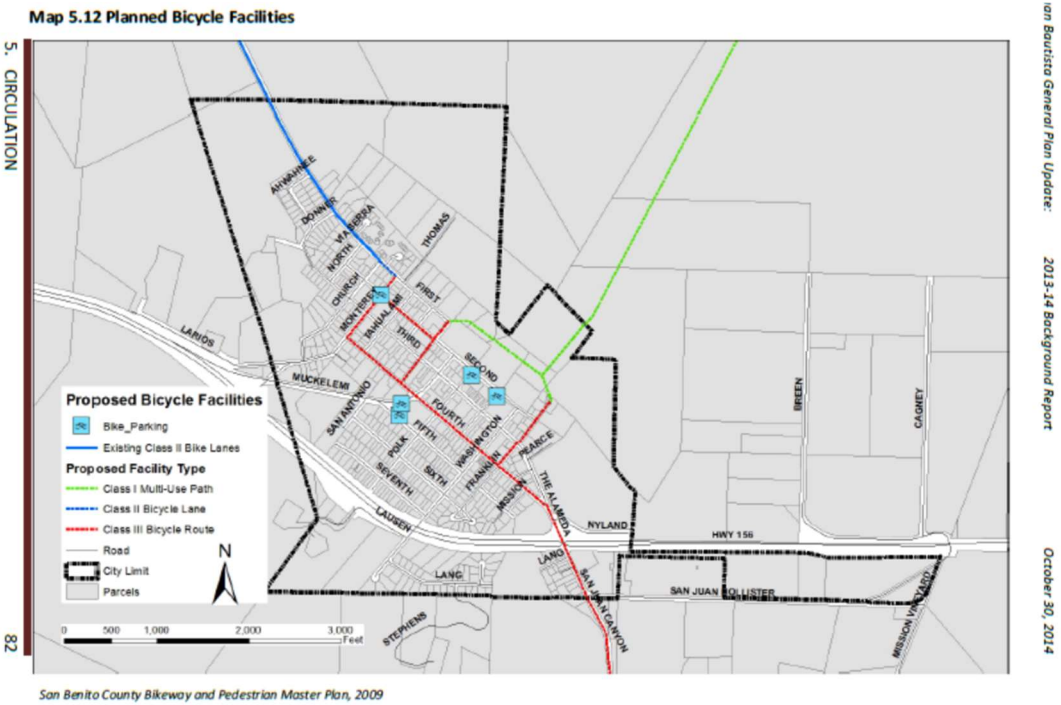 Map 5.12 Planned Bicycle Facilities
5. CIRCULATION
82
an Bautista General Plan Update:
2013-14 Background Report
October 30, 2014
AHWAHNEE
DONNER
VIA SERRA
NORTH
THOMAS
CHURCH
FIRST
MONTEREY
TAHUALAMI
THIRD
LARIOS
SECOND
MUCKELEMI
SAN ANTONIO
FOURTH
FIFTH
POLK
WASHINGTON
SIXTH
FRANKLIN
PEARCE
SEVENTH
MISSION
THE ALAMEDA
LAUSEN
NYLAND
HWY 156
BREEN
CAGNEY
LANG
LANG
SAN JUAN CANYON
SAN JUAN HOLLISTER
MISSION VINEYARD
STEPHENS
Proposed Bicycle Facilities
Bike_Parking
Existing Class II Bike Lanes
Proposed Facility Type
Class I Multi-Use Path
Class II Bicycle Lane
Class III Bicycle Route
Road
City Limit
Parcels
N
0 500 1,000 2,000 3,000
Feet
San Benito County Bikeway and Pedestrian Master Plan, 2009